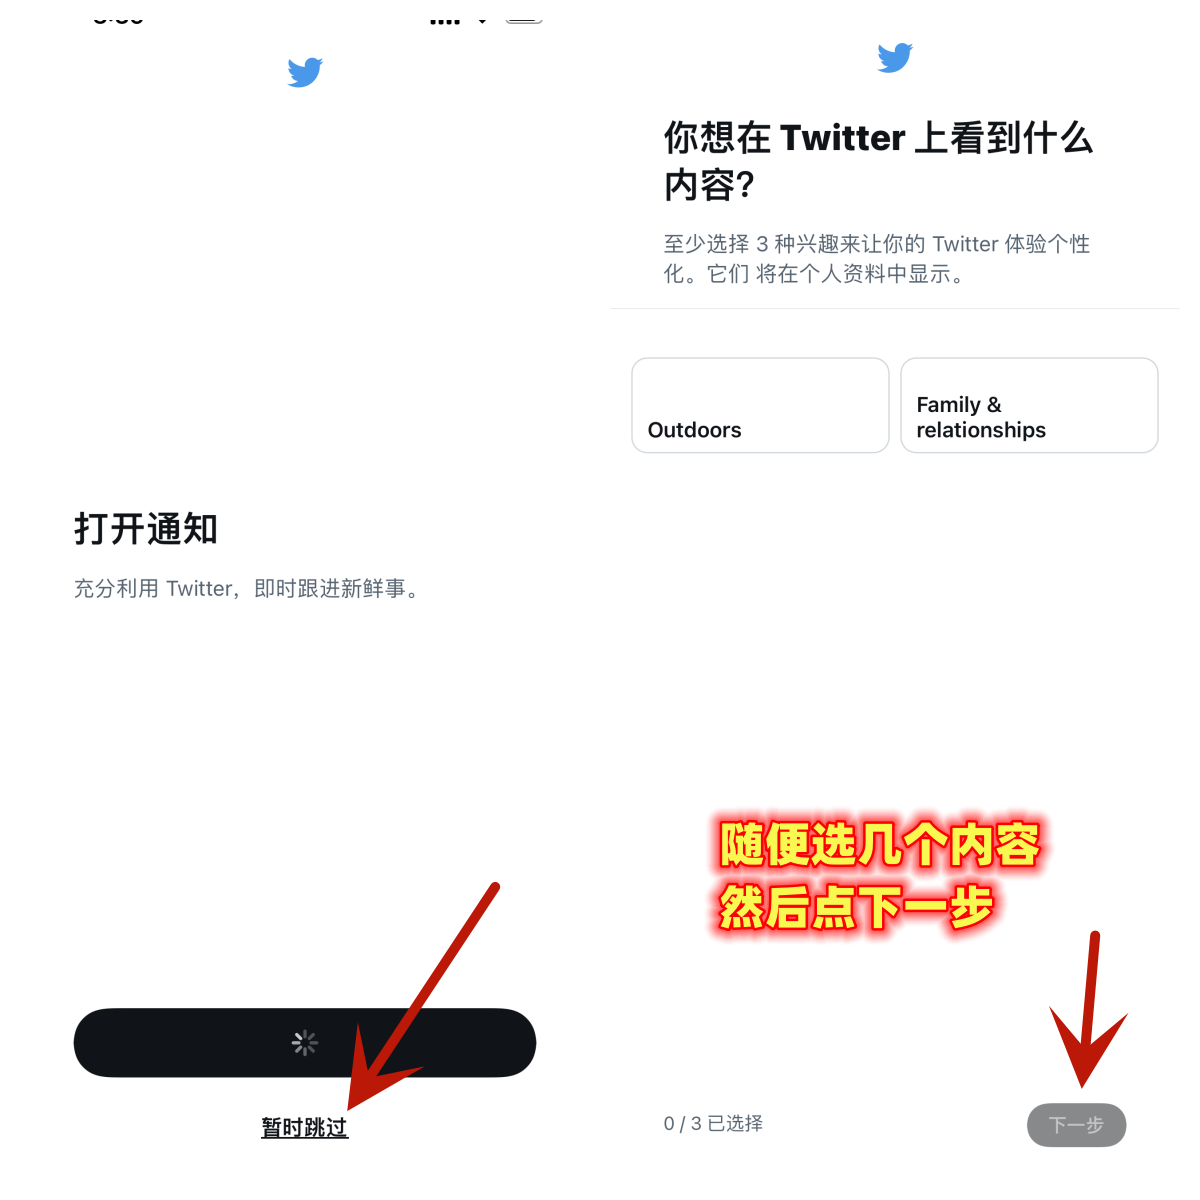 打开通知
充分利用 Twitter，即时跟进新鲜事。
暂时跳过
你想在 Twitter 上看到什么
内容?
至少选择 3 种兴趣来让你的 Twitter 体验个性
化。它们 将在个人资料中显示。
Outdoors
Family &
relationships
随便选几个内容
然后点下一步
0 / 3 已选择
下一步